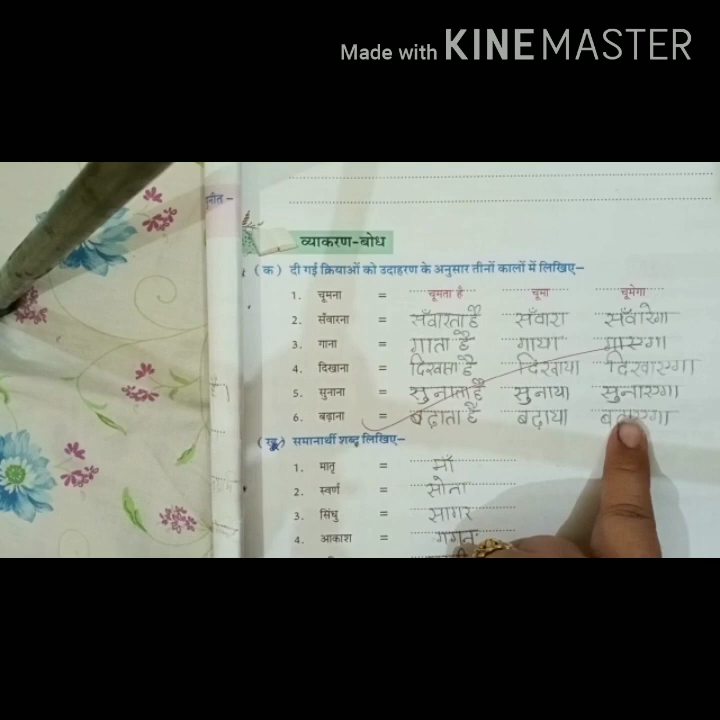 Made with KINEMASTER
व्याकरण-बोध
( क ) दी गई क्रियाओं को उदाहरण के अनुसार तीनों कालों में लिखिए–
1. चूमना = चूमता है चूमा चूमेगा
2. सँवारना = सँवारता है सँवारा सँवारेगा
3. गाना = गाता है गाया गाएगा
4. दिखाना = दिखाता है दिखाया दिखाएगा
5. सुनाना = सुनाता है सुनाया सुनाएगा
6. बढ़ाना = बढ़ाता है बढ़ाया
( ख ) समानार्थी शब्द लिखिए–
1. मातृ = माँ
2. स्वर्ण = सोना
3. सिंधु = सागर
4. आकाश = गगन